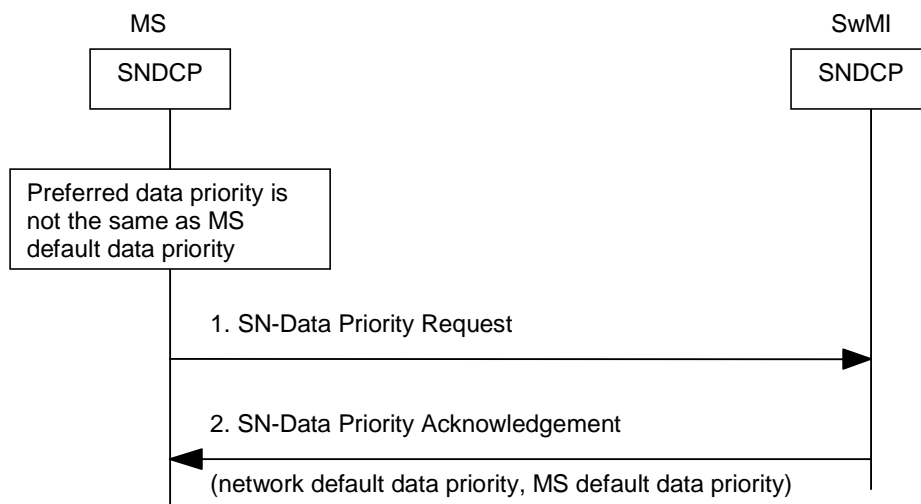 MS
SwMI
SNDCP
SNDCP
Preferred data priority is
not the same as MS
default data priority
1. SN-Data Priority Request
2. SN-Data Priority Acknowledgement
(network default data priority, MS default data priority)